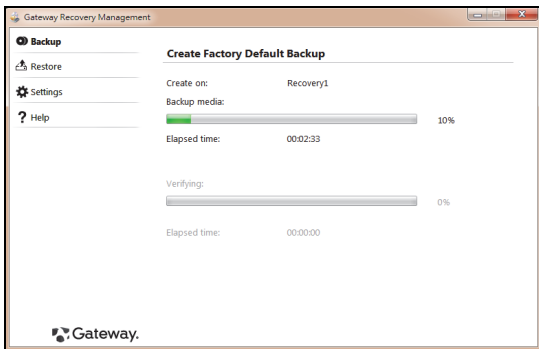 Gateway Recovery Management
Backup
Restore
Settings
Help
Create Factory Default Backup
Create on: Recovery1
Backup media:
10%
Elapsed time: 00:02:33
Verifying:
0%
Elapsed time: 00:00:00
Gateway.